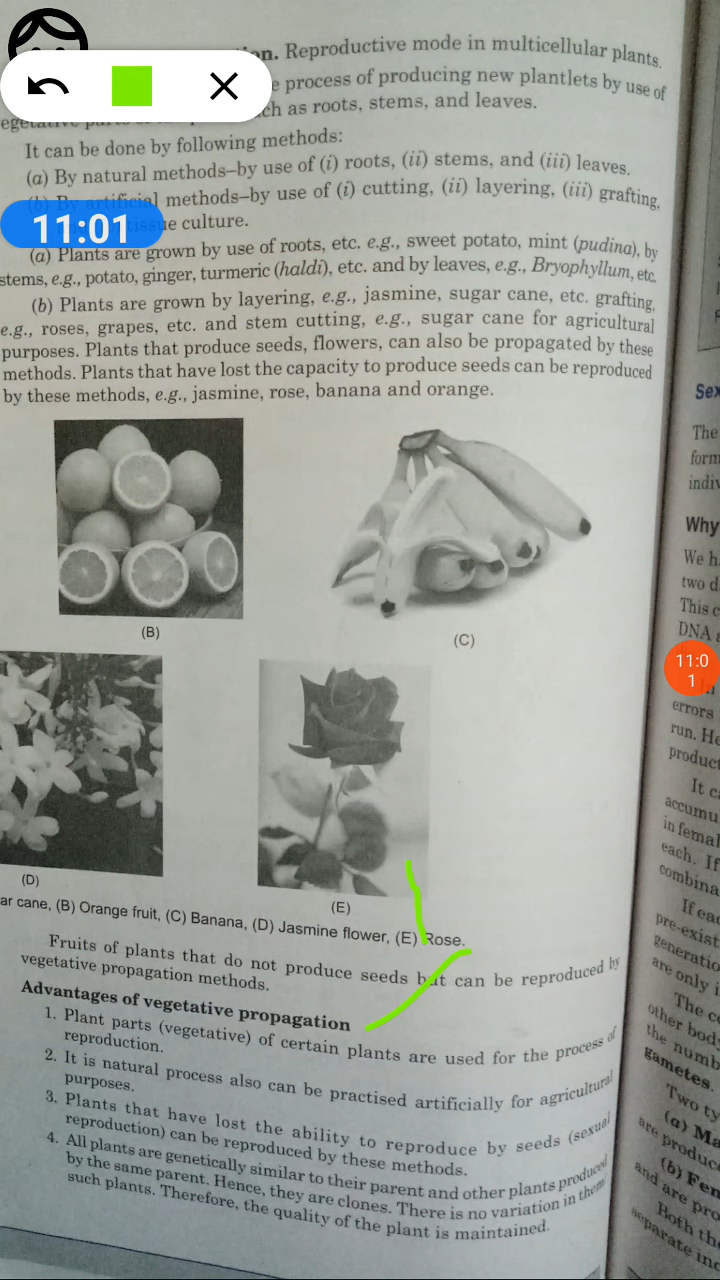 ion. Reproductive mode in multicellular plants.
e process of producing new plantlets by use of
ch as roots, stems, and leaves.
It can be done by following methods:
(a) By natural methods–by use of (i) roots, (ii) stems, and (iii) leaves.
(b) By artificial methods–by use of (i) cutting, (ii) layering, (iii) grafting,
11:01
tissue culture.
(a) Plants are grown by use of roots, etc. e.g., sweet potato, mint (pudina), by
stems, e.g., potato, ginger, turmeric (haldi), etc. and by leaves, e.g., Bryophyllum, etc.
(b) Plants are grown by layering, e.g., jasmine, sugar cane, etc. grafting,
e.g., roses, grapes, etc. and stem cutting, e.g., sugar cane for agricultural
purposes. Plants that produce seeds, flowers, can also be propagated by these
methods. Plants that have lost the capacity to produce seeds can be reproduced
by these methods, e.g., jasmine, rose, banana and orange.
(B)
(C)
(D)
(E)
ar cane, (B) Orange fruit, (C) Banana, (D) Jasmine flower, (E) Rose.
Fruits of plants that do not produce seeds but can be reproduced by
vegetative propagation methods.
Advantages of vegetative propagation
1. Plant parts (vegetative) of certain plants are used for the process of
reproduction.
2. It is natural process also can be practised artificially for agricultural
purposes.
3. Plants that have lost the ability to reproduce by seeds (sexual
reproduction) can be reproduced by these methods.
4. All plants are genetically similar to their parent and other plants produced
by the same parent. Hence, they are clones. There is no variation in them
such plants. Therefore, the quality of the plant is maintained.
Sex
The
form
indiv
Why
We h
two d
This c
DNA
11:0
1
errors
run. He
product
It ca
accumu
in femal
each. If
combina
If eac
pre-exist
generatio
are only i
The co
other body
the numb
gametes.
Two ty
(a) Ma
are produce
(b) Fem
and are pro
Both the
separate ind